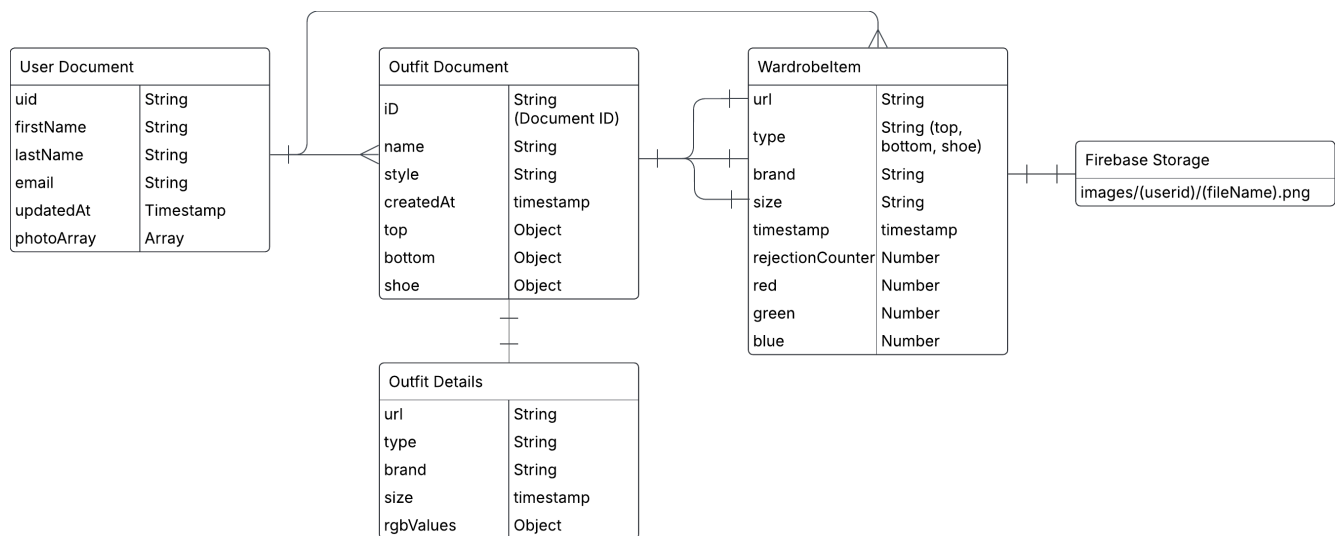 User Document
uid String
firstName String
lastName String
email String
updatedAt Timestamp
photoArray Array
Outfit Document
iD String
(Document ID)
name String
style String
createdAt timestamp
top Object
bottom Object
shoe Object
Outfit Details
url String
type String
brand String
size timestamp
rgbValues Object
WardrobeItem
url String
type String (top,
bottom, shoe)
brand String
size String
timestamp timestamp
rejectionCounter Number
red Number
green Number
blue Number
Firebase Storage
images/(userid)/(fileName).png